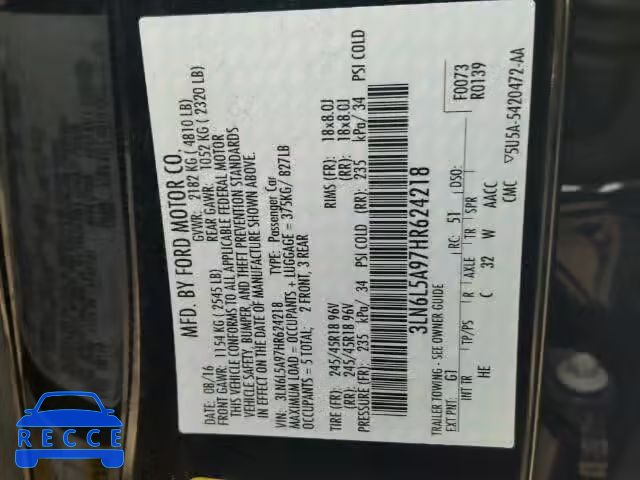 MFD. BY FORD MOTOR CO.
DATE: 08/16 GVWR: 2182 KG ( 4810 LB)
FRONT GAWR: 1154 KG ( 2545 LB) REAR GAWR: 1052 KG ( 2320 LB)
THIS VEHICLE CONFORMS TO ALL APPLICABLE FEDERAL MOTOR
VEHICLE SAFETY, BUMPER, AND THEFT PREVENTION STANDARDS
IN EFFECT ON THE DATE OF MANUFACTURE SHOWN ABOVE.
VIN: 3LN6L5A97HR624218 TYPE: Passenger Car
MAXIMUM LOAD = OCCUPANTS + LUGGAGE = 375KG/ 827LB
OCCUPANTS = 5 TOTAL: 2 FRONT, 3 REAR
TIRE (FR): 245/45R18 96V RIMS (FR): 18x8.0J
(RR): 245/45R18 96V (RR): 18x8.0J
PRESSURE (FR): 235 kPa/ 34 PSI COLD (RR): 235 kPa/ 34 PSI COLD
3LN6L5A97HR624218
F0073
R0139
TRAILER TOWING - SEE OWNER GUIDE
EXT PNT: G1 RC: 51 DSO:
INT TP/PS R AXLE TR SPR
HE C 32 W AACC
CMC ▽5U5A-5420472-AA
RECCE